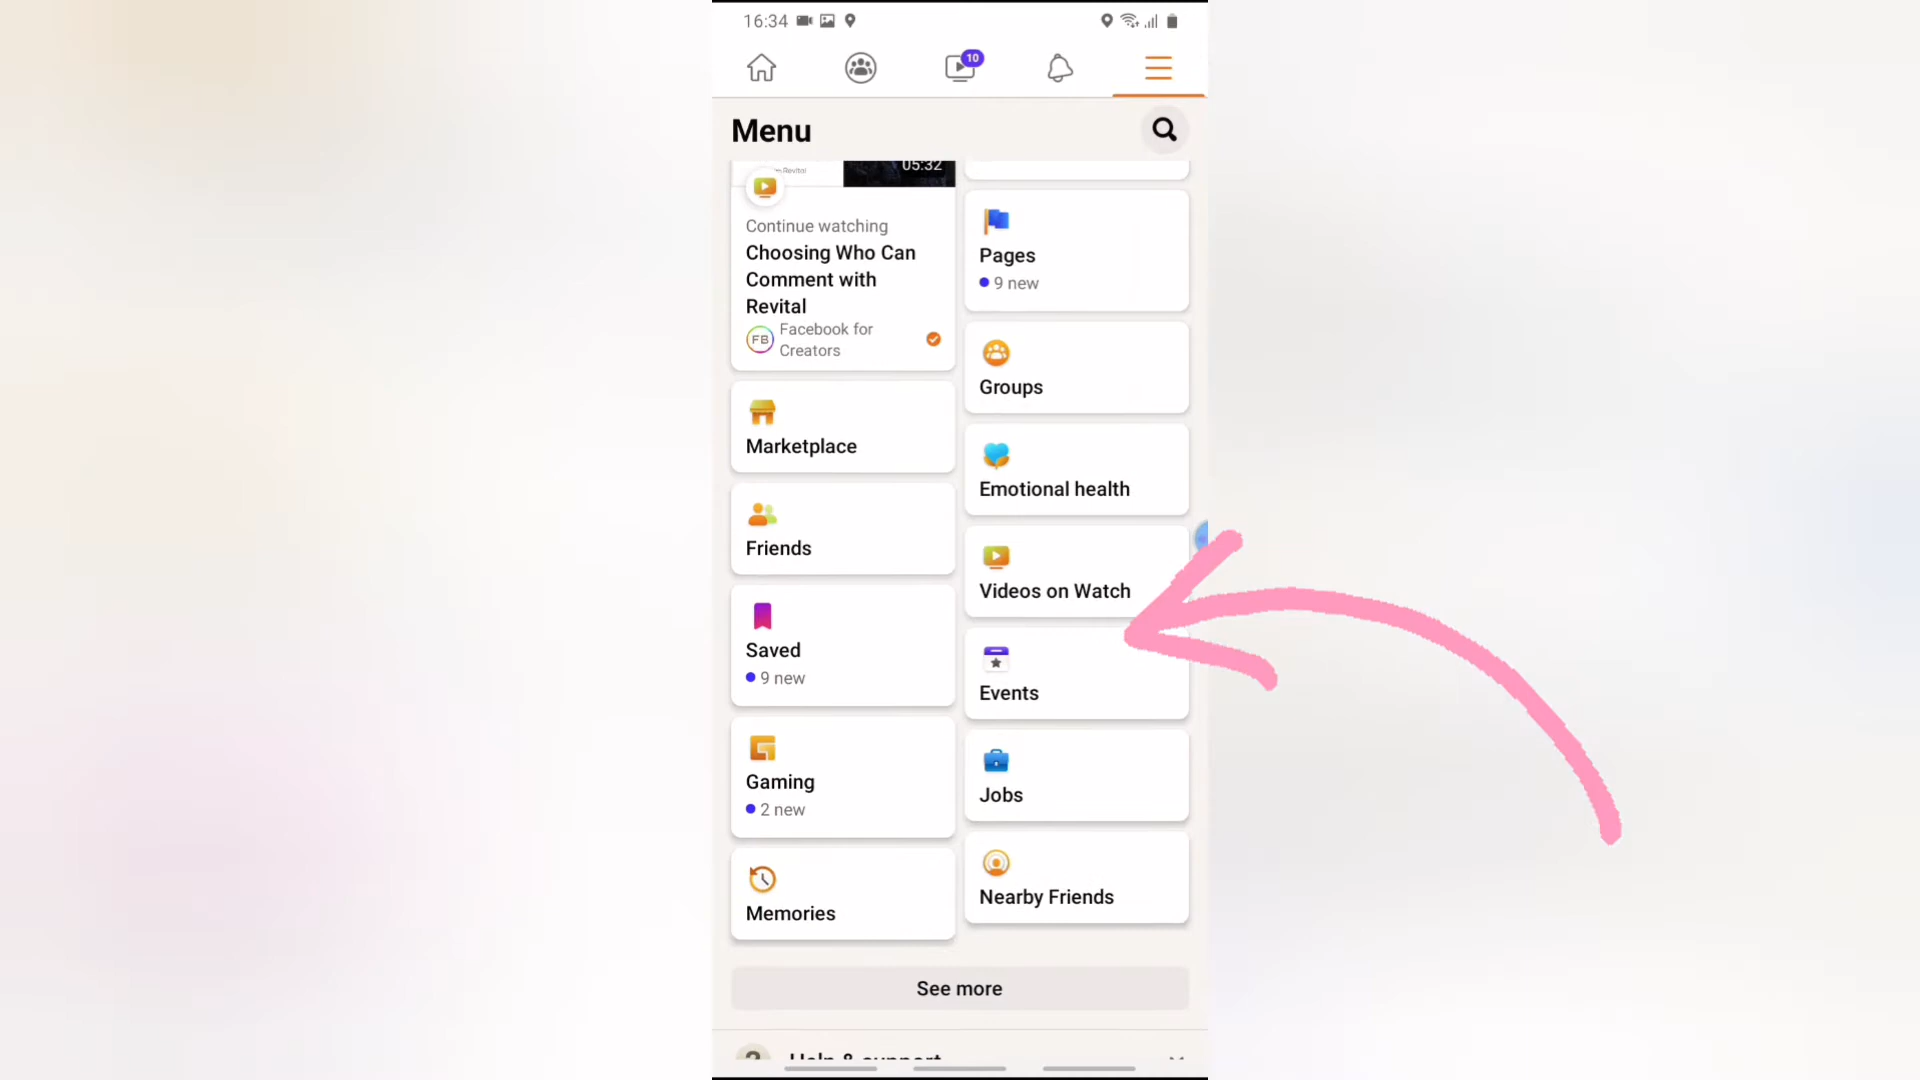 16:34
10
Menu
Revital
05:32
Continue watching
Choosing Who Can
Comment with
Revital
FB
Facebook for
Creators
Marketplace
Friends
Saved
9 new
Gaming
2 new
Memories
Pages
9 new
Groups
Emotional health
Videos on Watch
Events
Jobs
Nearby Friends
See more
Help & support